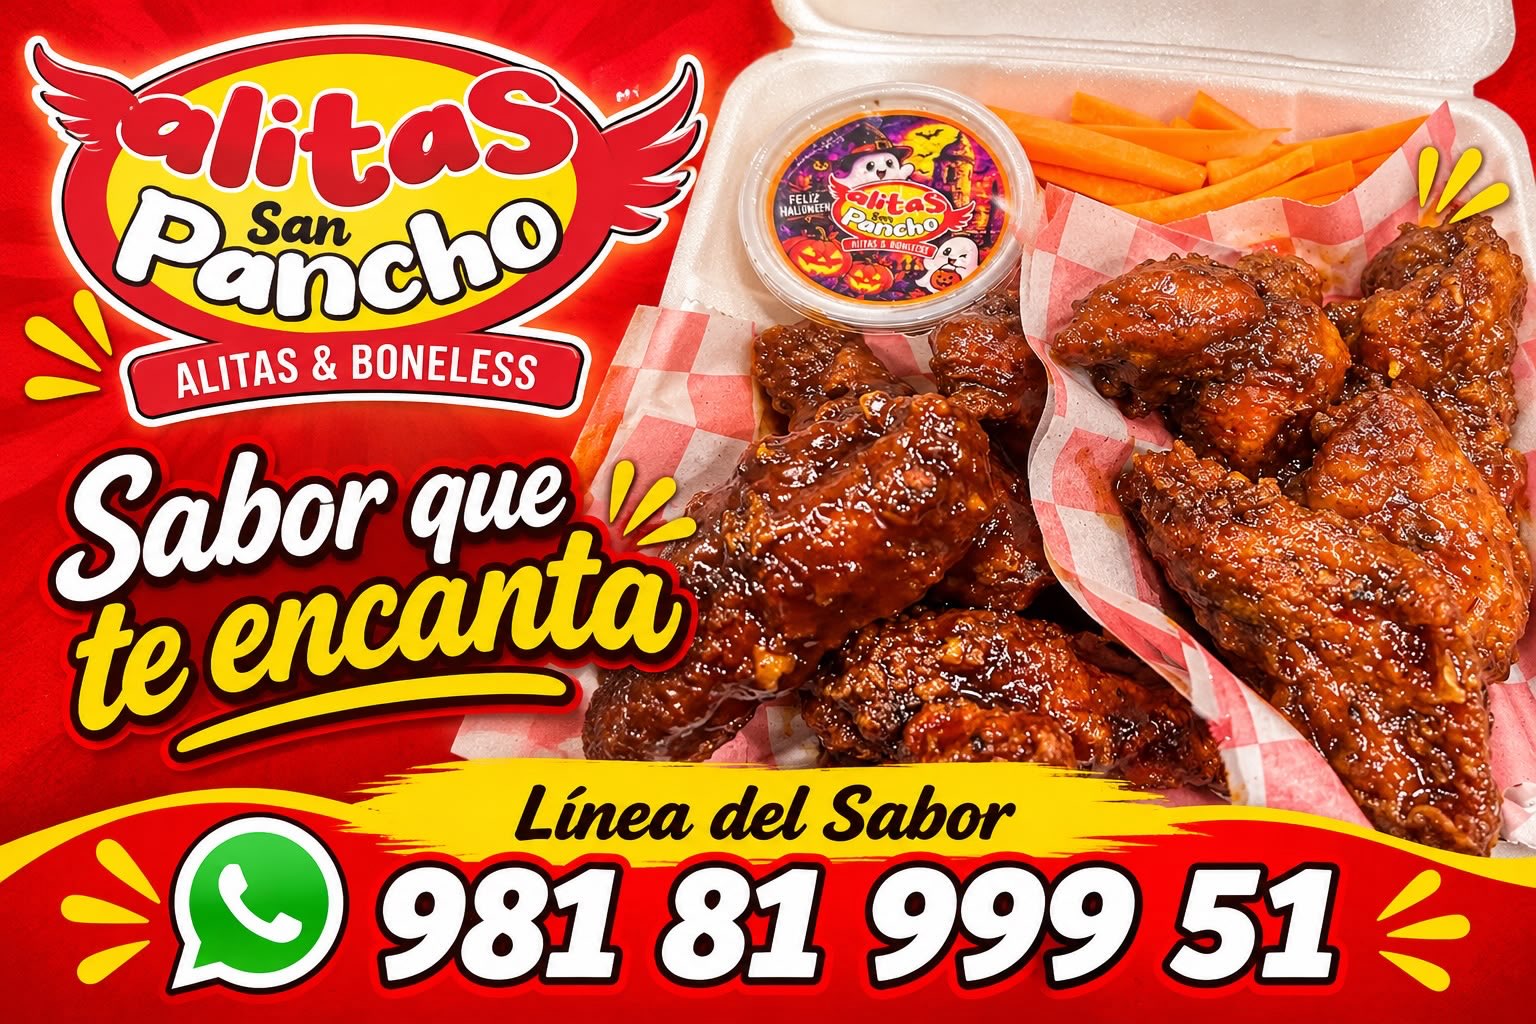 alitas
MR
San
Pancho
ALITAS & BONELESS
FELIZ
HALLOWEEN
alitas
San
Pancho
ALITAS & BONELESS
Sabor que
te encanta
Línea del Sabor
981 81 999 51